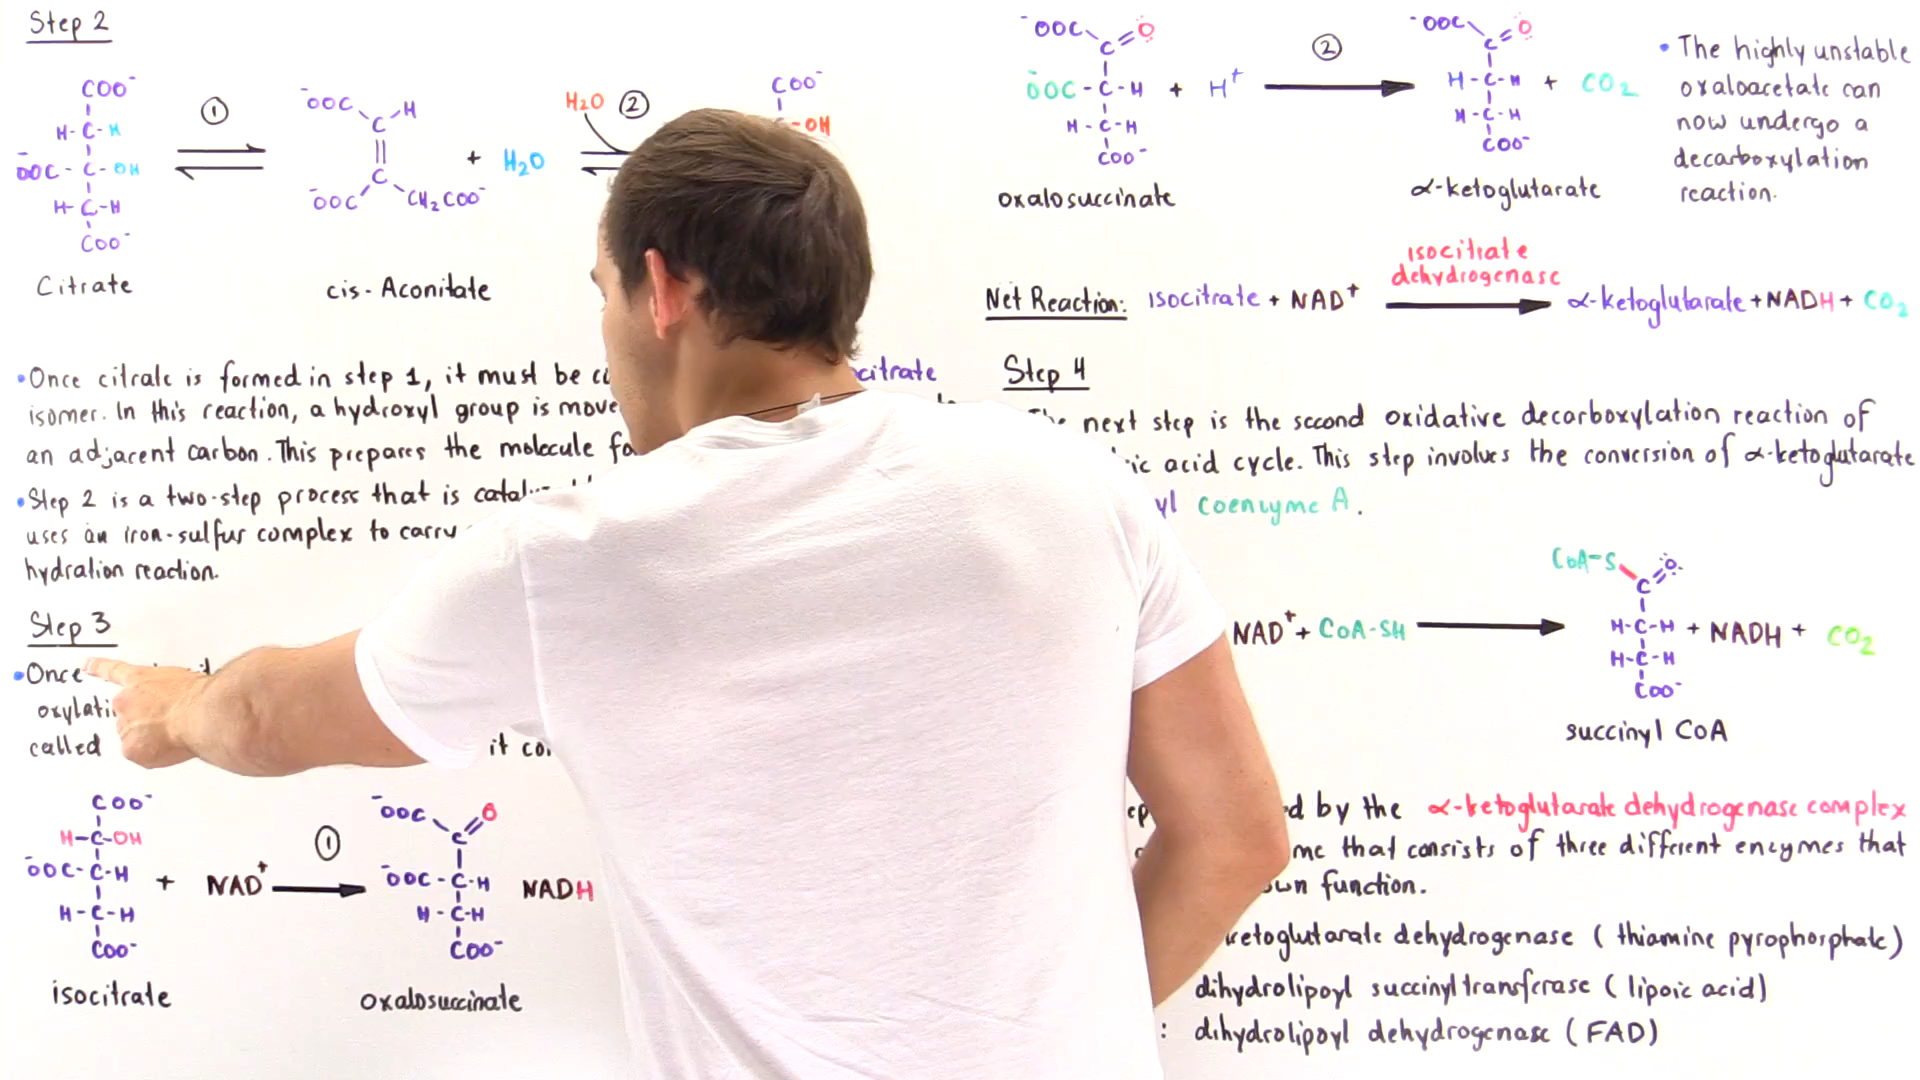 Step 2
COO⁻
H-C-H
⁻OOC-C-OH
H-C-H
COO⁻
Citrate
①
⁻OOC
C-H
C
⁻OOC
CH₂COO⁻
cis-Aconitate
+ H₂O
H₂O ②
COO⁻
-OH
• Once citrate is formed in step 1, it must be
citrate
isomer. In this reaction, a hydroxyl group is move
an adjacent carbon. This prepares the molecule
• Step 2 is a two-step process that is
uses an iron-sulfur complex to carry
hydration reaction.
Step 3
• Once
called
it
COO⁻
H-C-OH
⁻OOC-C-H
H-C-H
COO⁻
isocitrate
+ NAD⁺
①
⁻OOC
C=O
⁻OOC-C-H
H-C-H
COO⁻
oxalosuccinate
NADH
⁻OOC
C=O
⁻OOC-C-H
H-C-H
COO⁻
oxalosuccinate
+ H⁺
②
⁻OOC
C=O
H-C-H
H-C-H
COO⁻
α-ketoglutarate
+ CO₂
• The highly unstable
oxaloacetate can
now undergo a
decarboxylation
reaction.
isocitrate
dehydrogenase
Net Reaction: isocitrate + NAD⁺ α-ketoglutarate + NADH + CO₂
Step 4
next step is the second oxidative decarboxylation reaction of
acid cycle. This step involves the conversion of α-ketoglutarate
yl coenzyme A.
NAD⁺ + CoA-SH
CoA-S
C=O
H-C-H
H-C-H
COO⁻
succinyl CoA
+ NADH + CO₂
by the α-ketoglutarate dehydrogenase complex
that consists of three different enzymes that
own function.
ketoglutarate dehydrogenase (thiamine pyrophosphate)
dihydrolipoyl succinyltransferase (lipoic acid)
: dihydrolipoyl dehydrogenase (FAD)